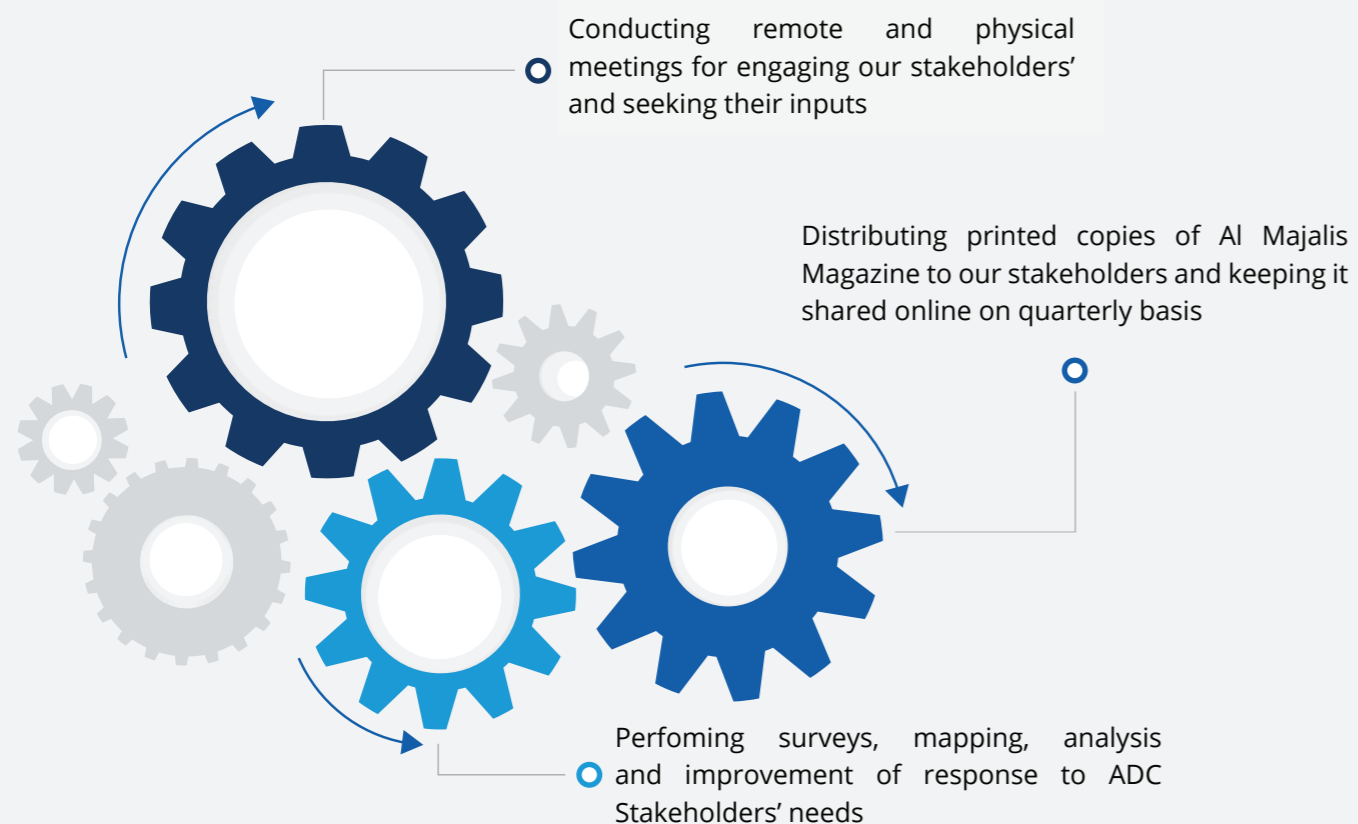 Conducting remote and physical
meetings for engaging our stakeholders’
and seeking their inputs
Distributing printed copies of Al Majalis
Magazine to our stakeholders and keeping it
shared online on quarterly basis
Perfoming surveys, mapping, analysis
and improvement of response to ADC
Stakeholders’ needs